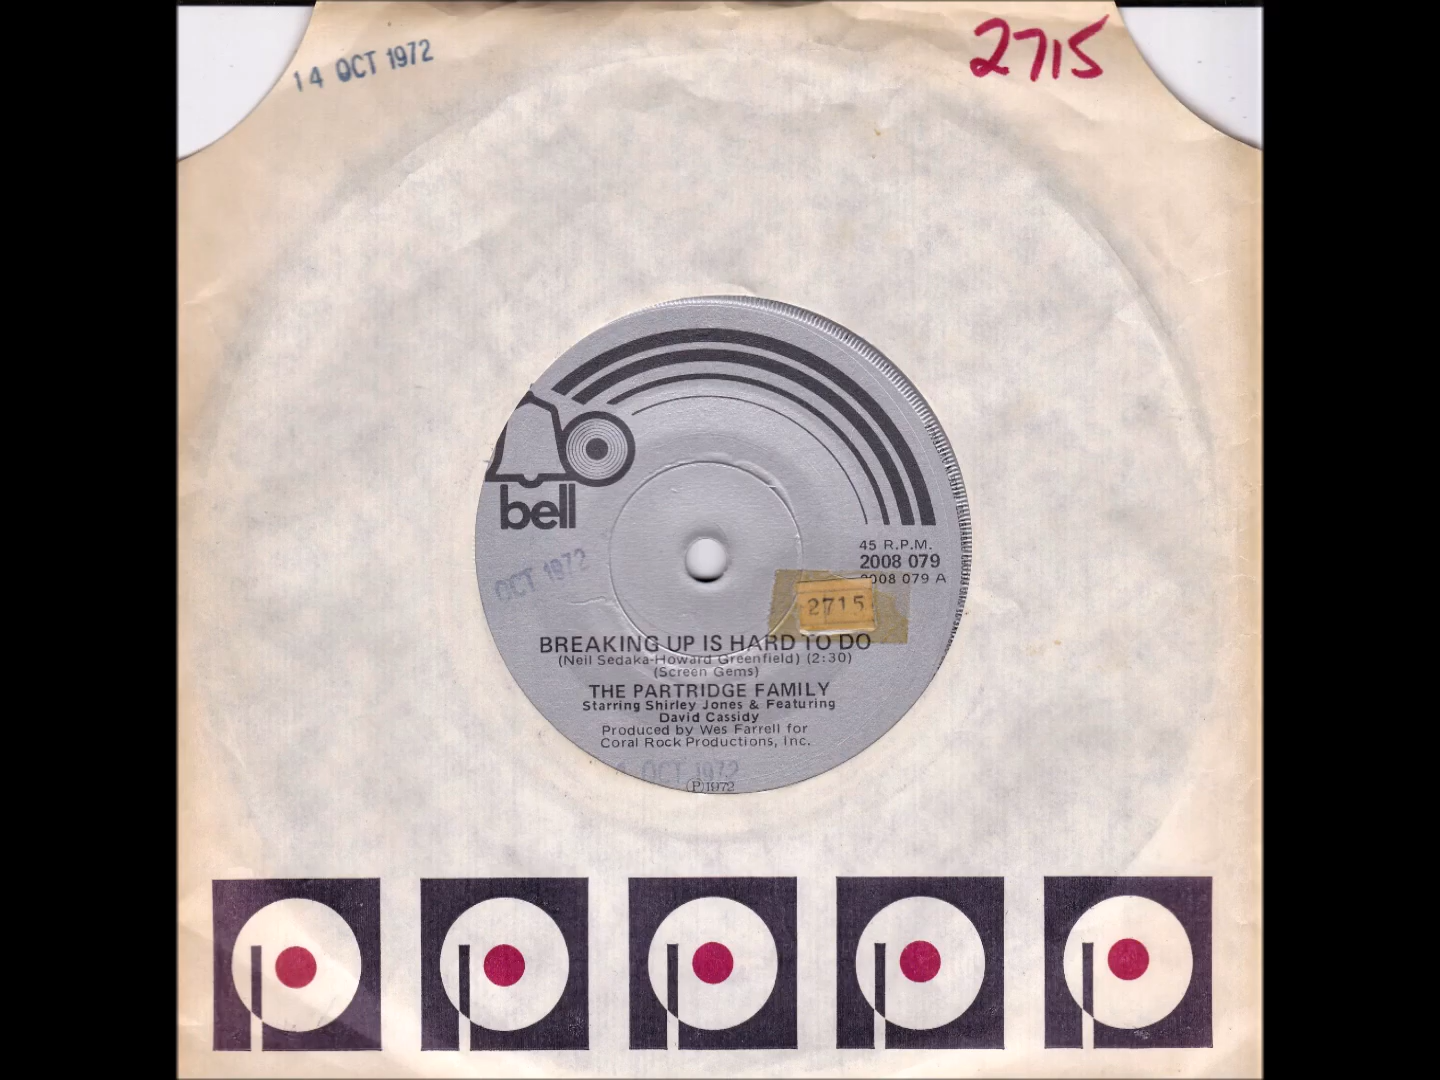 14 OCT 1972
2715
bell
45 R.P.M.
2008 079
2008 079 A
OCT 1972
2715
BREAKING UP IS HARD TO DO
(Neil Sedaka-Howard Greenfield) (2:30)
(Screen Gems)
THE PARTRIDGE FAMILY
Starring Shirley Jones & Featuring
David Cassidy
Produced by Wes Farrell for
Coral Rock Productions, Inc.
OCT 1972
Ⓟ1972